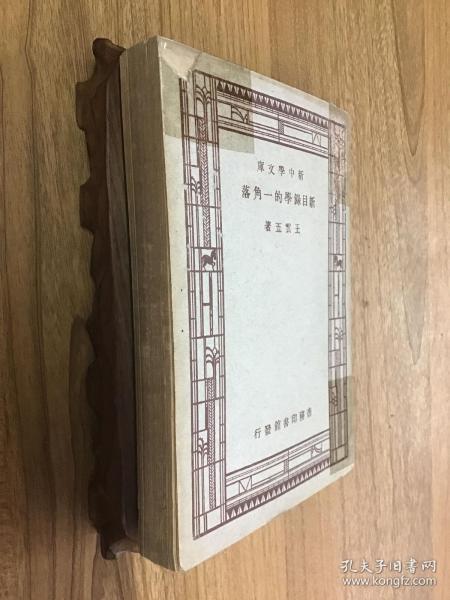 庫文學中新
落角一的學錄目新
著五雲王
行發館書印務商
孔夫子旧书网
www.kongfz.com